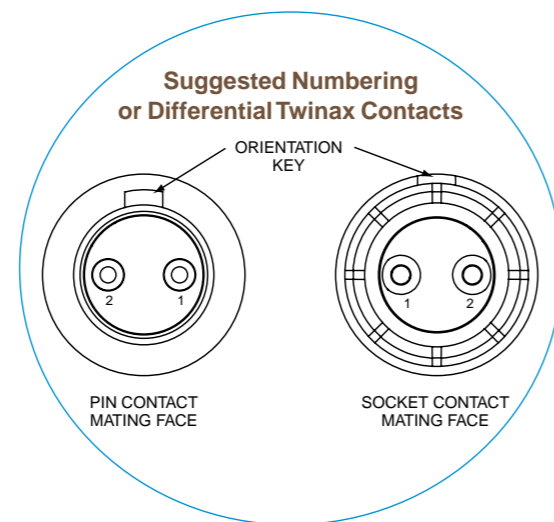 Suggested Numbering
or Differential Twinax Contacts
ORIENTATION
KEY
2 1
1 2
PIN CONTACT
MATING FACE
SOCKET CONTACT
MATING FACE